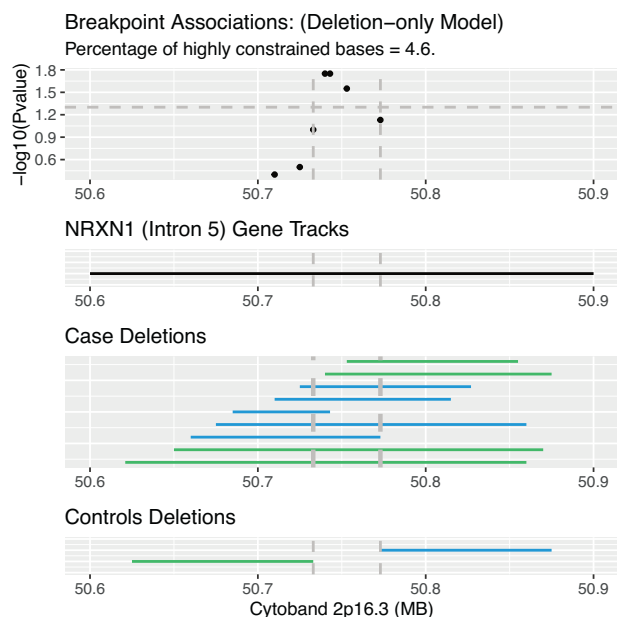 Breakpoint Associations: (Deletion−only Model)
Percentage of highly constrained bases = 4.6.
−log10(Pvalue)
1.8
1.5
1.2
0.9
0.6
50.6 50.7 50.8 50.9
NRXN1 (Intron 5) Gene Tracks
50.6 50.7 50.8 50.9
Case Deletions
50.6 50.7 50.8 50.9
Controls Deletions
50.6 50.7 50.8 50.9
Cytoband 2p16.3 (MB)